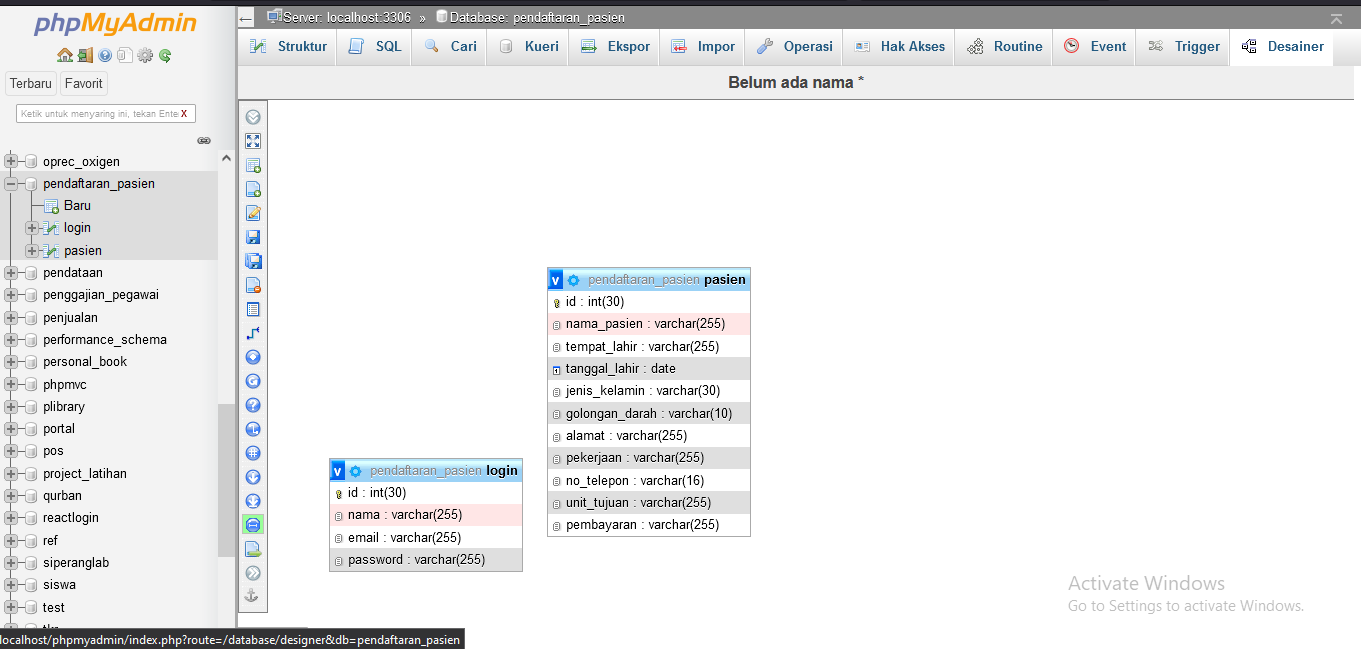 phpMyAdmin
Terbaru Favorit
Ketik untuk menyaring ini, tekan Ente X
oprec_oxigen
pendaftaran_pasien
Baru
login
pasien
pendataan
penggajian_pegawai
penjualan
performance_schema
personal_book
phpmvc
plibrary
portal
pos
project_latihan
qurban
reactlogin
ref
siperanglab
siswa
test
localhost/phpmyadmin/index.php?route=/database/designer&db=pendaftaran_pasien
Server: localhost:3306 » Database: pendaftaran_pasien
Struktur SQL Cari Kueri Ekspor Impor Operasi Hak Akses Routine Event Trigger Desainer
Belum ada nama *
v pendaftaran_pasien pasien
id : int(30)
nama_pasien : varchar(255)
tempat_lahir : varchar(255)
tanggal_lahir : date
jenis_kelamin : varchar(30)
golongan_darah : varchar(10)
alamat : varchar(255)
pekerjaan : varchar(255)
no_telepon : varchar(16)
unit_tujuan : varchar(255)
pembayaran : varchar(255)
v pendaftaran_pasien login
id : int(30)
nama : varchar(255)
email : varchar(255)
password : varchar(255)
Activate Windows
Go to Settings to activate Windows.